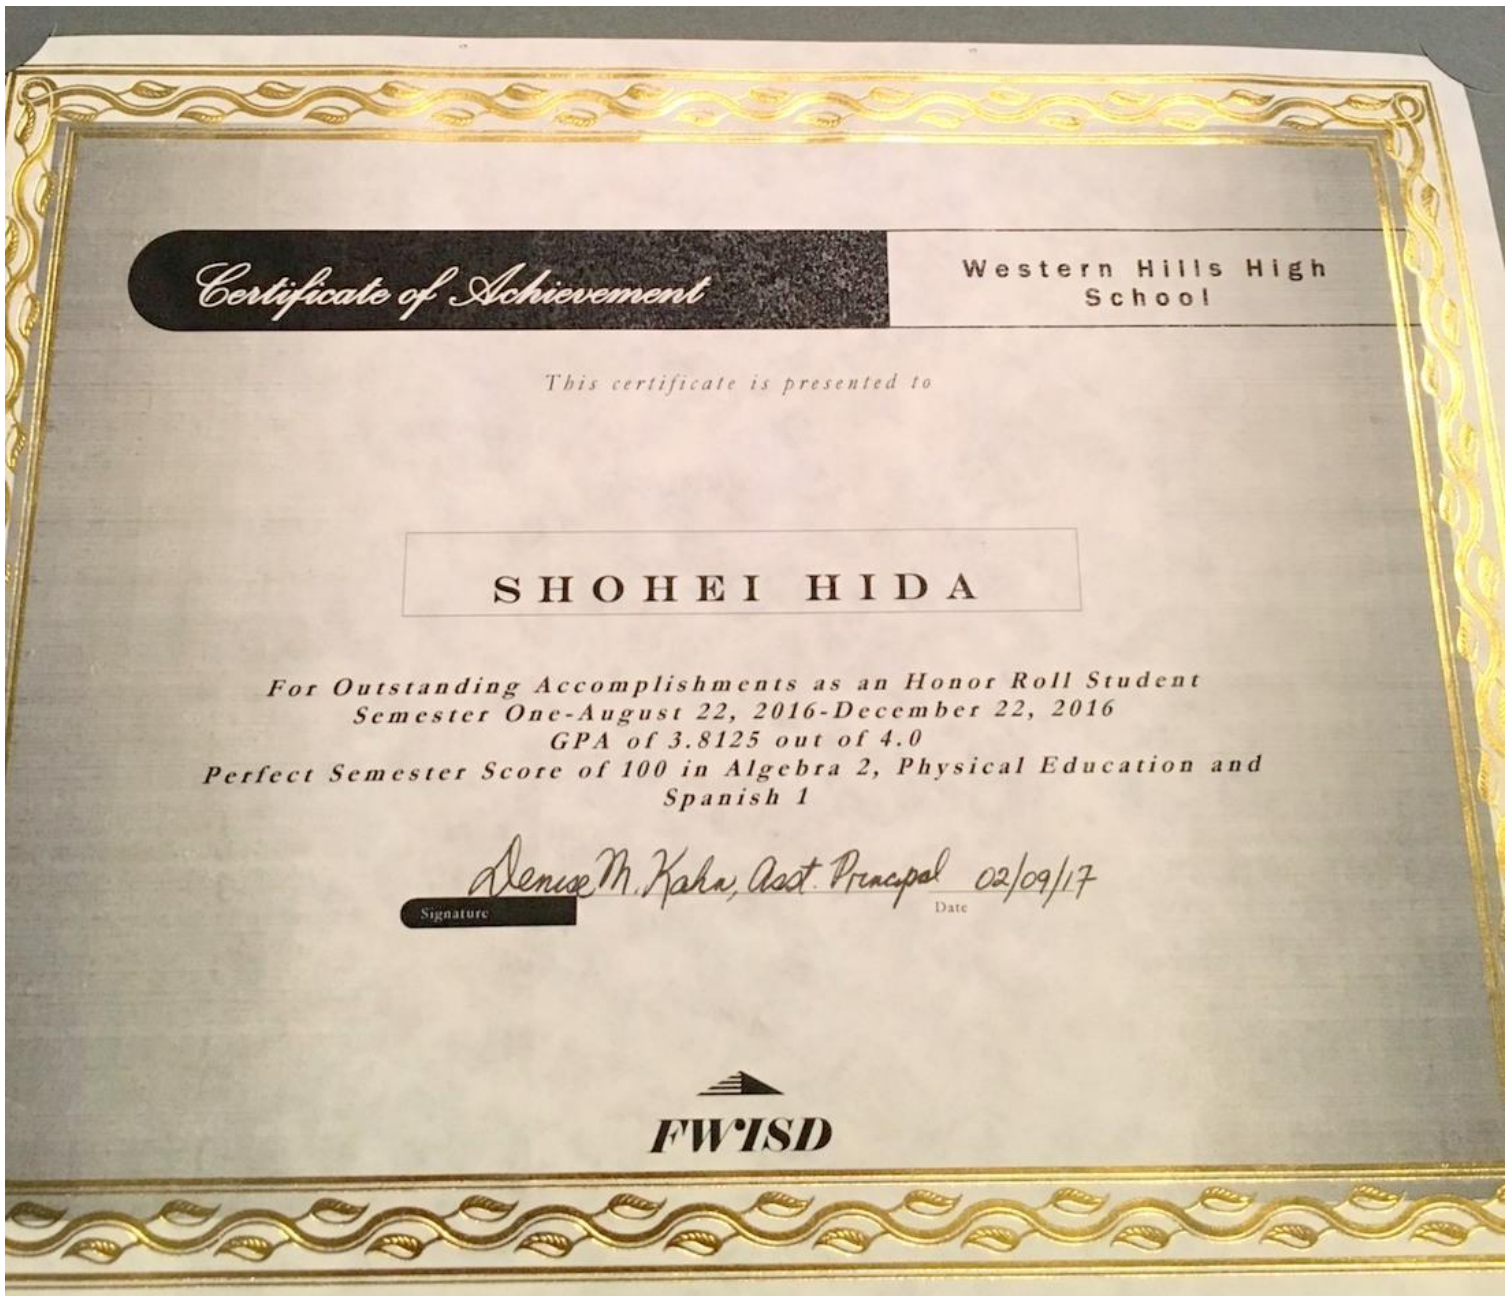 Certificate of Achievement
Western Hills High
School
This certificate is presented to
SHOHEI HIDA
For Outstanding Accomplishments as an Honor Roll Student
Semester One-August 22, 2016-December 22, 2016
GPA of 3.8125 out of 4.0
Perfect Semester Score of 100 in Algebra 2, Physical Education and
Spanish 1
Denise M. Kahn, Asst. Principal 02/09/17
Signature
Date
FWISD